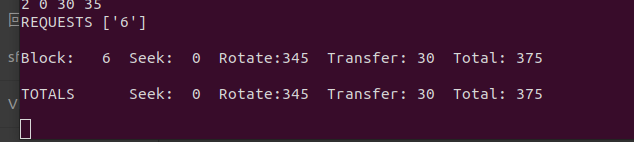 2 0 30 35
REQUESTS ['6']
Block:   6  Seek:  0  Rotate:345  Transfer: 30  Total: 375
TOTALS      Seek:  0  Rotate:345  Transfer: 30  Total: 375
sf
V